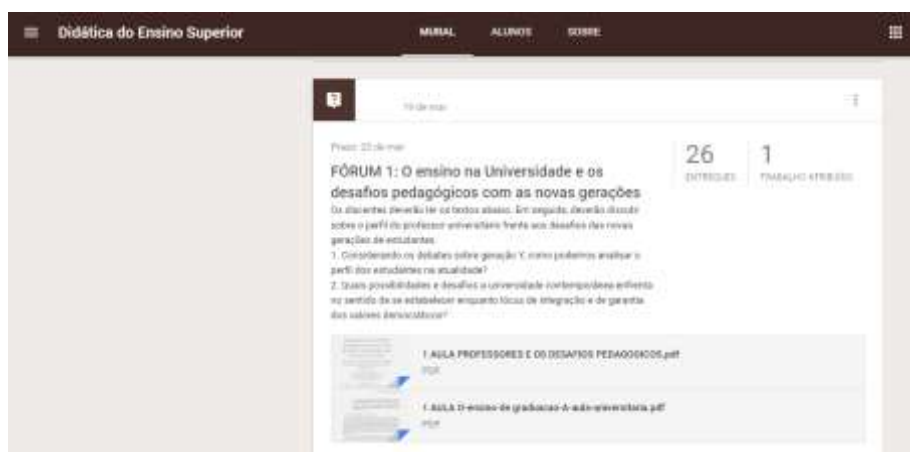 Didática do Ensino Superior
MURAL ALUNOS SOBRE
19 de mar
Prazo: 22 de mar
FÓRUM 1: O ensino na Universidade e os
desafios pedagógicos com as novas gerações
26
ENTREGUES
1
TRABALHO ATRIBUÍDO
Os discentes deverão ler os textos abaixo. Em seguida, deverão discutir
sobre o perfil do professor universitário frente aos desafios das novas
gerações de estudantes.
1. Considerando os debates sobre geração Y, como podemos analisar o
perfil dos estudantes na atualidade?
2. Quais possibilidades e desafios a universidade contemporânea enfrenta
no sentido de se estabelecer enquanto lócus de integração e de garantia
dos valores democráticos?
1 AULA PROFESSORES E OS DESAFIOS PEDAGOGICOS.pdf
PDF
1 AULA O-ensino-de-graduacao-A-aula-universitaria.pdf
PDF